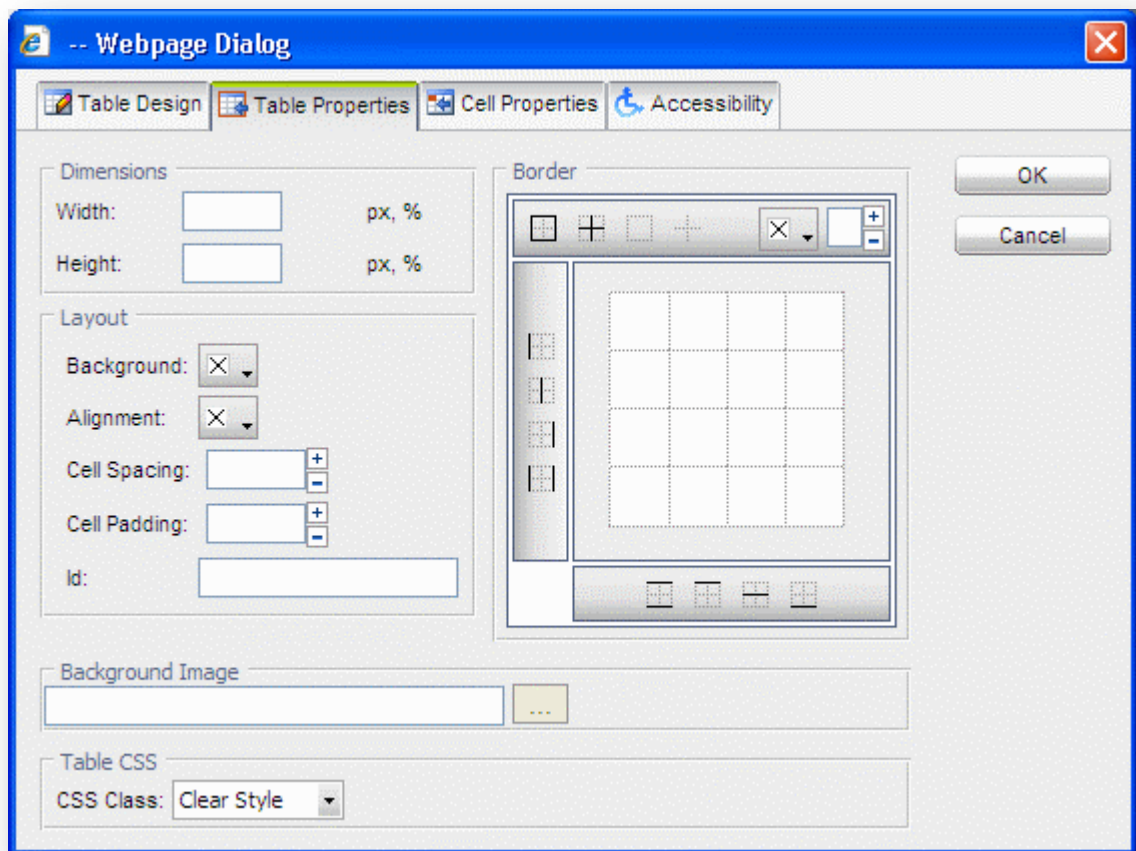 -- Webpage Dialog
Table Design Table Properties Cell Properties Accessibility
Dimensions
Width: px, %
Height: px, %
Layout
Background:
Alignment:
Cell Spacing:
Cell Padding:
Id:
Border
OK
Cancel
Background Image
...
Table CSS
CSS Class: Clear Style